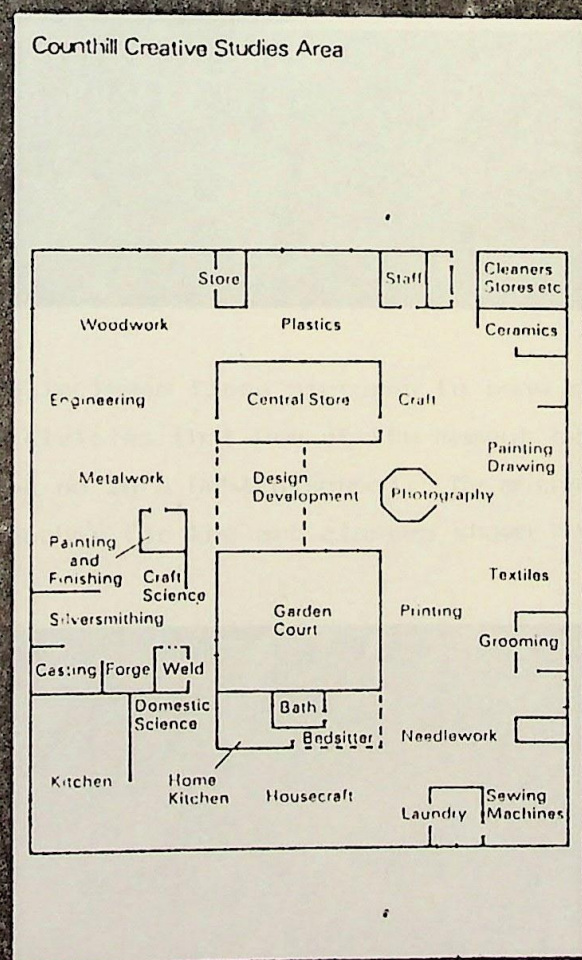 Counthill Creative Studies Area
Store
Staff
Cleaners
Stores etc
Woodwork
Plastics
Ceramics
Engineering
Central Store
Craft
Painting
Drawing
Metalwork
Design
Development
Photography
Painting
and
Finishing
Craft
Science
Textiles
Silversmithing
Garden
Court
Printing
Grooming
Casting
Forge
Weld
Domestic
Science
Bath
Bedsitter
Needlework
Kitchen
Home
Kitchen
Housecraft
Laundry
Sewing
Machines